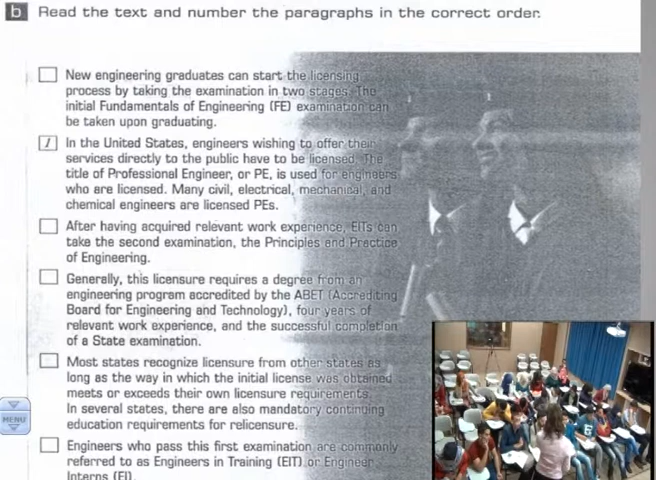 b Read the text and number the paragraphs in the correct order.
New engineering graduates can start the licensing
process by taking the examination in two stages. The
initial Fundamentals of Engineering (FE) examination can
be taken upon graduating.
1 In the United States, engineers wishing to offer their
services directly to the public have to be licensed. The
title of Professional Engineer, or PE, is used for engineers
who are licensed. Many civil, electrical, mechanical, and
chemical engineers are licensed PEs.
After having acquired relevant work experience, EITs can
take the second examination, the Principles and Practice
of Engineering.
Generally, this licensure requires a degree from an
engineering program accredited by the ABET (Accrediting
Board for Engineering and Technology), four years of
relevant work experience, and the successful completion
of a State examination.
Most states recognize licensure from other states as
long as the way in which the initial license was obtained
meets or exceeds their own licensure requirements.
In several states, there are also mandatory continuing
education requirements for relicensure.
Engineers who pass this first examination are commonly
referred to as Engineers in Training (EIT) or Engineer
Interns (EI).
MENU